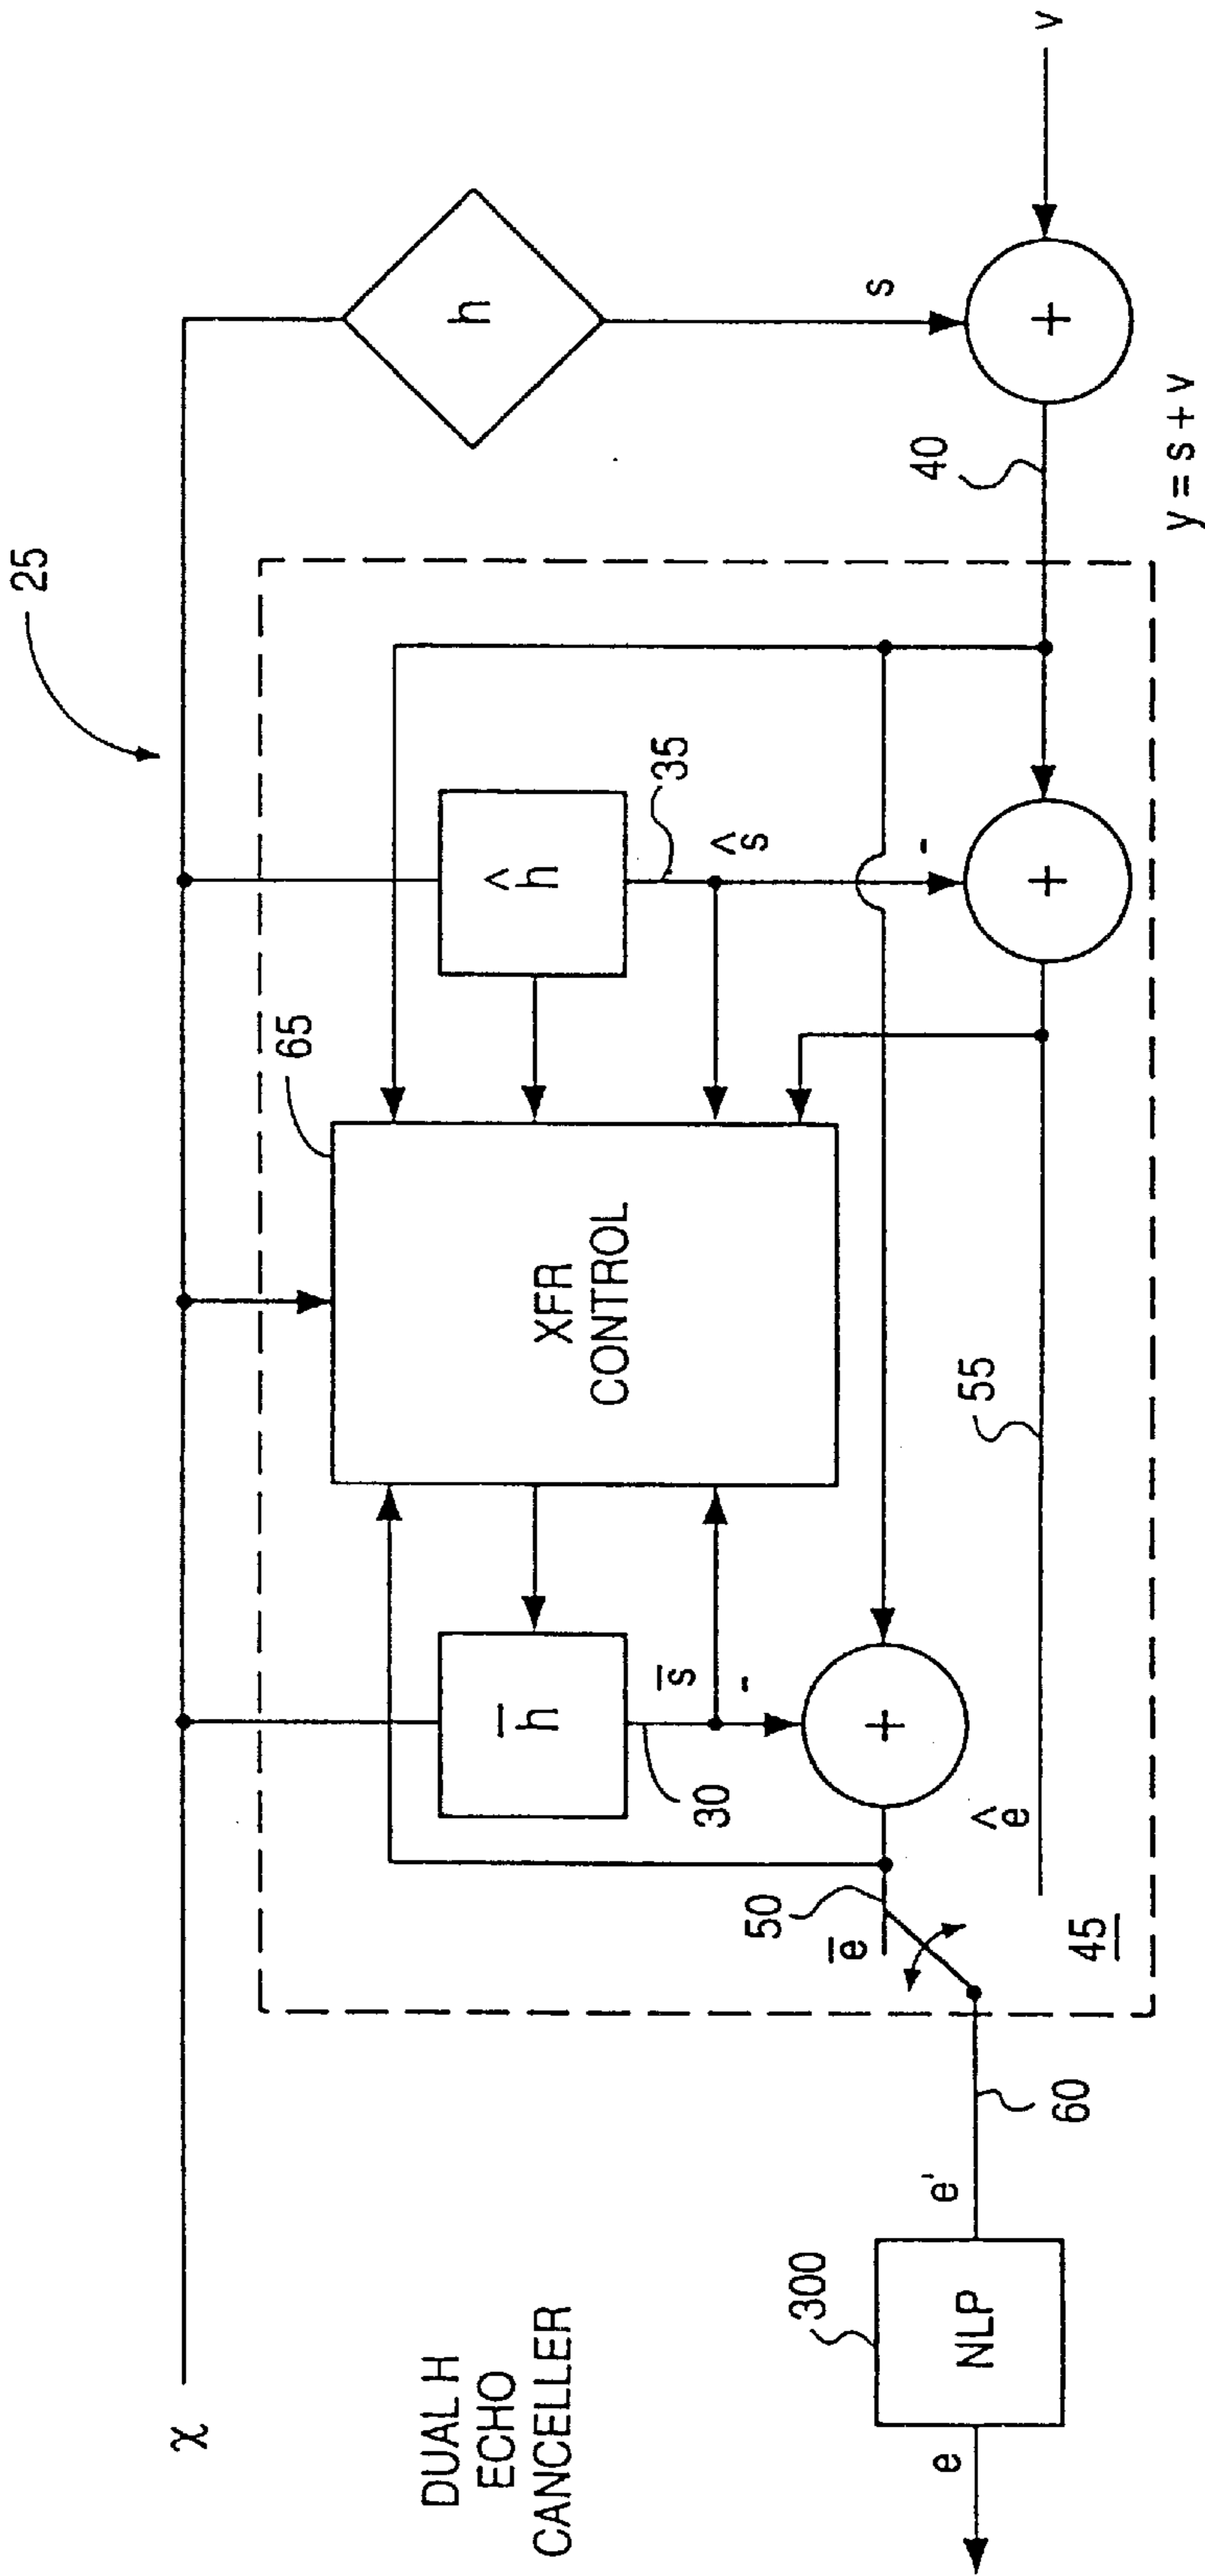 25
χ
h
s
v
+
40
y = s + v
65
ĥ
35
ŝ
-
+
XFR
CONTROL
h̄
30
s̄
-
+
55
ê
50
ē
45
60
e'
300
NLP
e
DUAL H
ECHO
CANCELLER